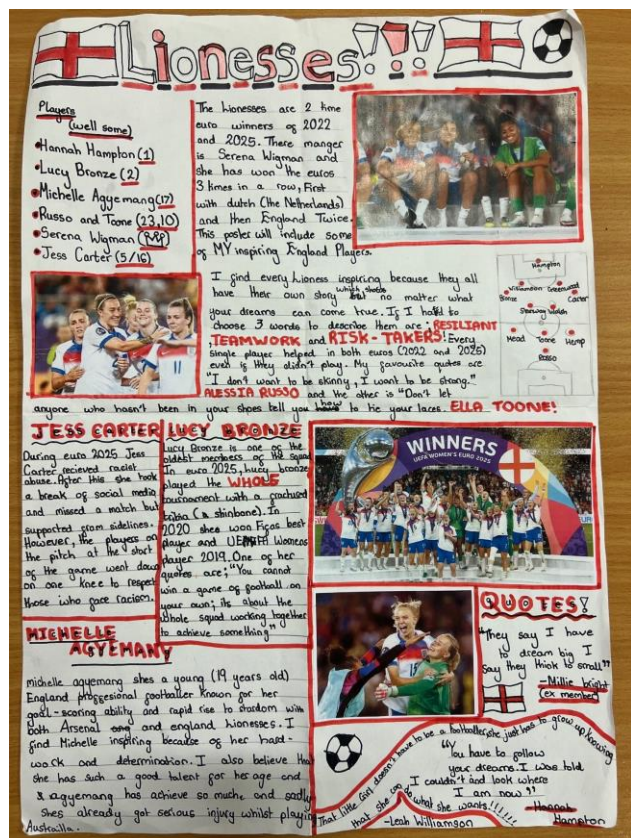 Lionesses!!!
Players
(well some)
Hannah Hampton (1)
Lucy Bronze (2)
Michelle Aggyemang (17)
Russo and Toone (23,10)
Serena Wigman
Jess Carter (5/16)
The Lionesses are 2 time
euro winners of 2022
and 2025. There manger
is Serena Wigman and
she has won the euros
3 times in a row, First
with dutch (the Netherlands)
and then England Twice.
This poster will include some
of MY inspiring England Players.
I find every Lioness inspiring because they all
have their own story which shows no matter what
your dreams can come true. If I had to
choose 3 words to describe them are: RESILIANT
, TEAMWORK and RISK-TAKERS! Every
single player helped in both euros (2022 and 2025)
even if they didn't play. My favourite quotes are
"I don't want to be skinny, I want to be strong."
ALESSIA RUSSO and the other is "Don't let
anyone who hasn't been in your shoes tell you how to tie your laces. ELLA TOONE!
Hampton
Williamson Greenwood
Bronze Carter
Stanway Walsh
Mead Toone Hemp
Russo
JESS CARTER
During euro 2025 Jess
Carter recieved racist
abuse. After this she took
a break of social media
and missed a match but
supported from sidelines.
However, the players on
the pitch at the start
of the game went down
on one knee to respect
those who face racism.
LUCY BRONZE
Lucy Bronze is one of the
oldest members of the squad
In euro 2025, lucy bronze
played the WHOLE
tournament with a fractured
tibia (a shinbone). In
2020 shes won Fifas best
player and UEFA Womens
player 2019. One of her
quotes are; "You cannot
win a game of football on
your own; its about the
whole squad working together
to achieve something"
WINNERS
UEFA WOMEN'S EURO 2025
11
QUOTES!
"They say I have
to dream big I
say they think to small"
-Millie bright
(ex member)
MICHELLE
AGYEMANY
michelle agyemang shes a young (19 years old)
England proffesional footballer known for her
goal-scoring ability and rapid rise to stardom with
both Arsenal and england lionesses. I
find Michelle inspiring because of her hard-
work and determination. I also believe that
she has such a good talent for her age and
agyemang has achieve so much, and sadly
shes already got serious injury whilst playing
Australia.
That little Girl doesn't have to be a footballer, she just has to grow up knowing
that she can do what she wants!!!!!
-Leah Williamson
"You have to follow
your dreams. I was told
I couldn't and look where
I am now"
-Hannah
Hampton